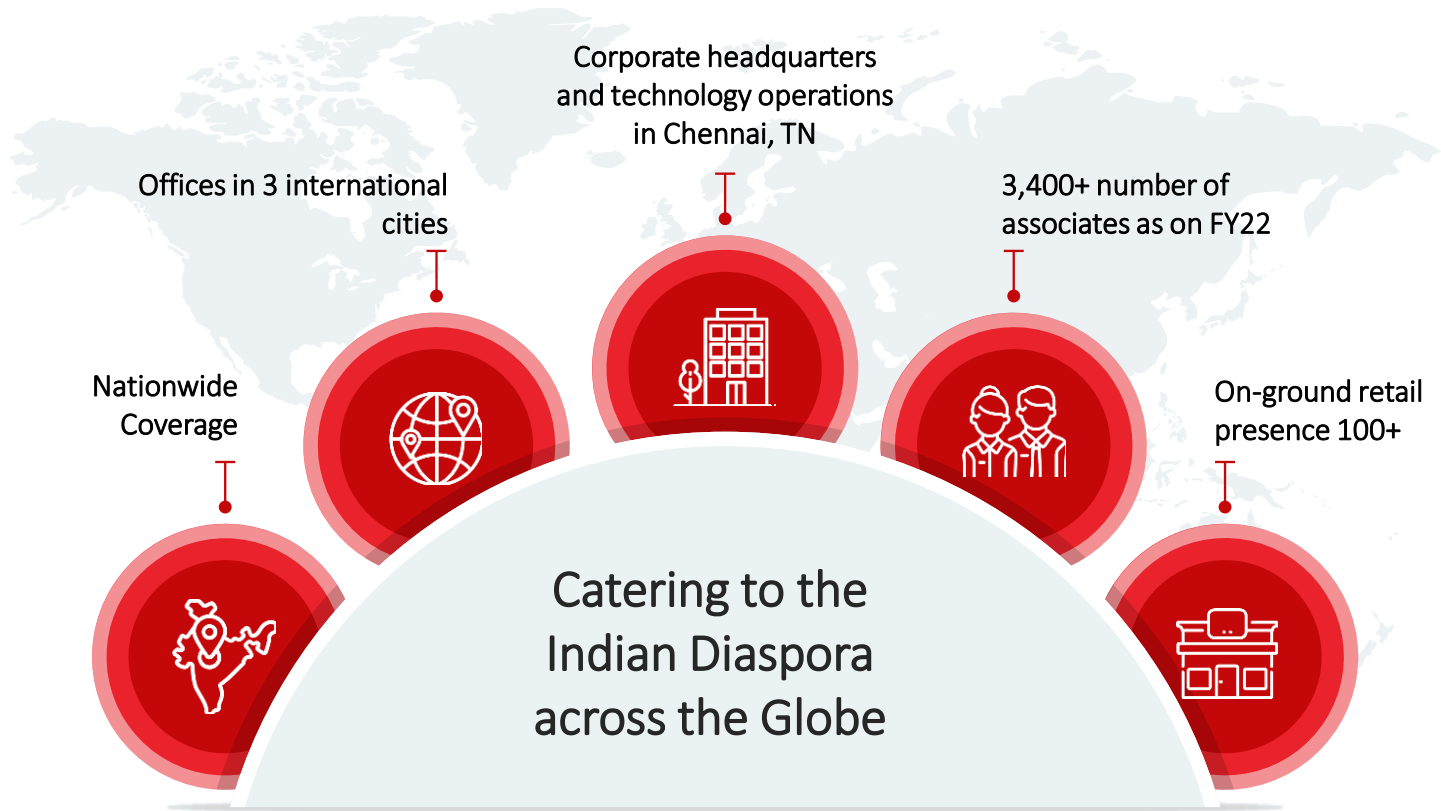 Corporate headquarters
and technology operations
in Chennai, TN
Offices in 3 international
cities
3,400+ number of
associates as on FY22
Nationwide
Coverage
On-ground retail
presence 100+
Catering to the
Indian Diaspora
across the Globe